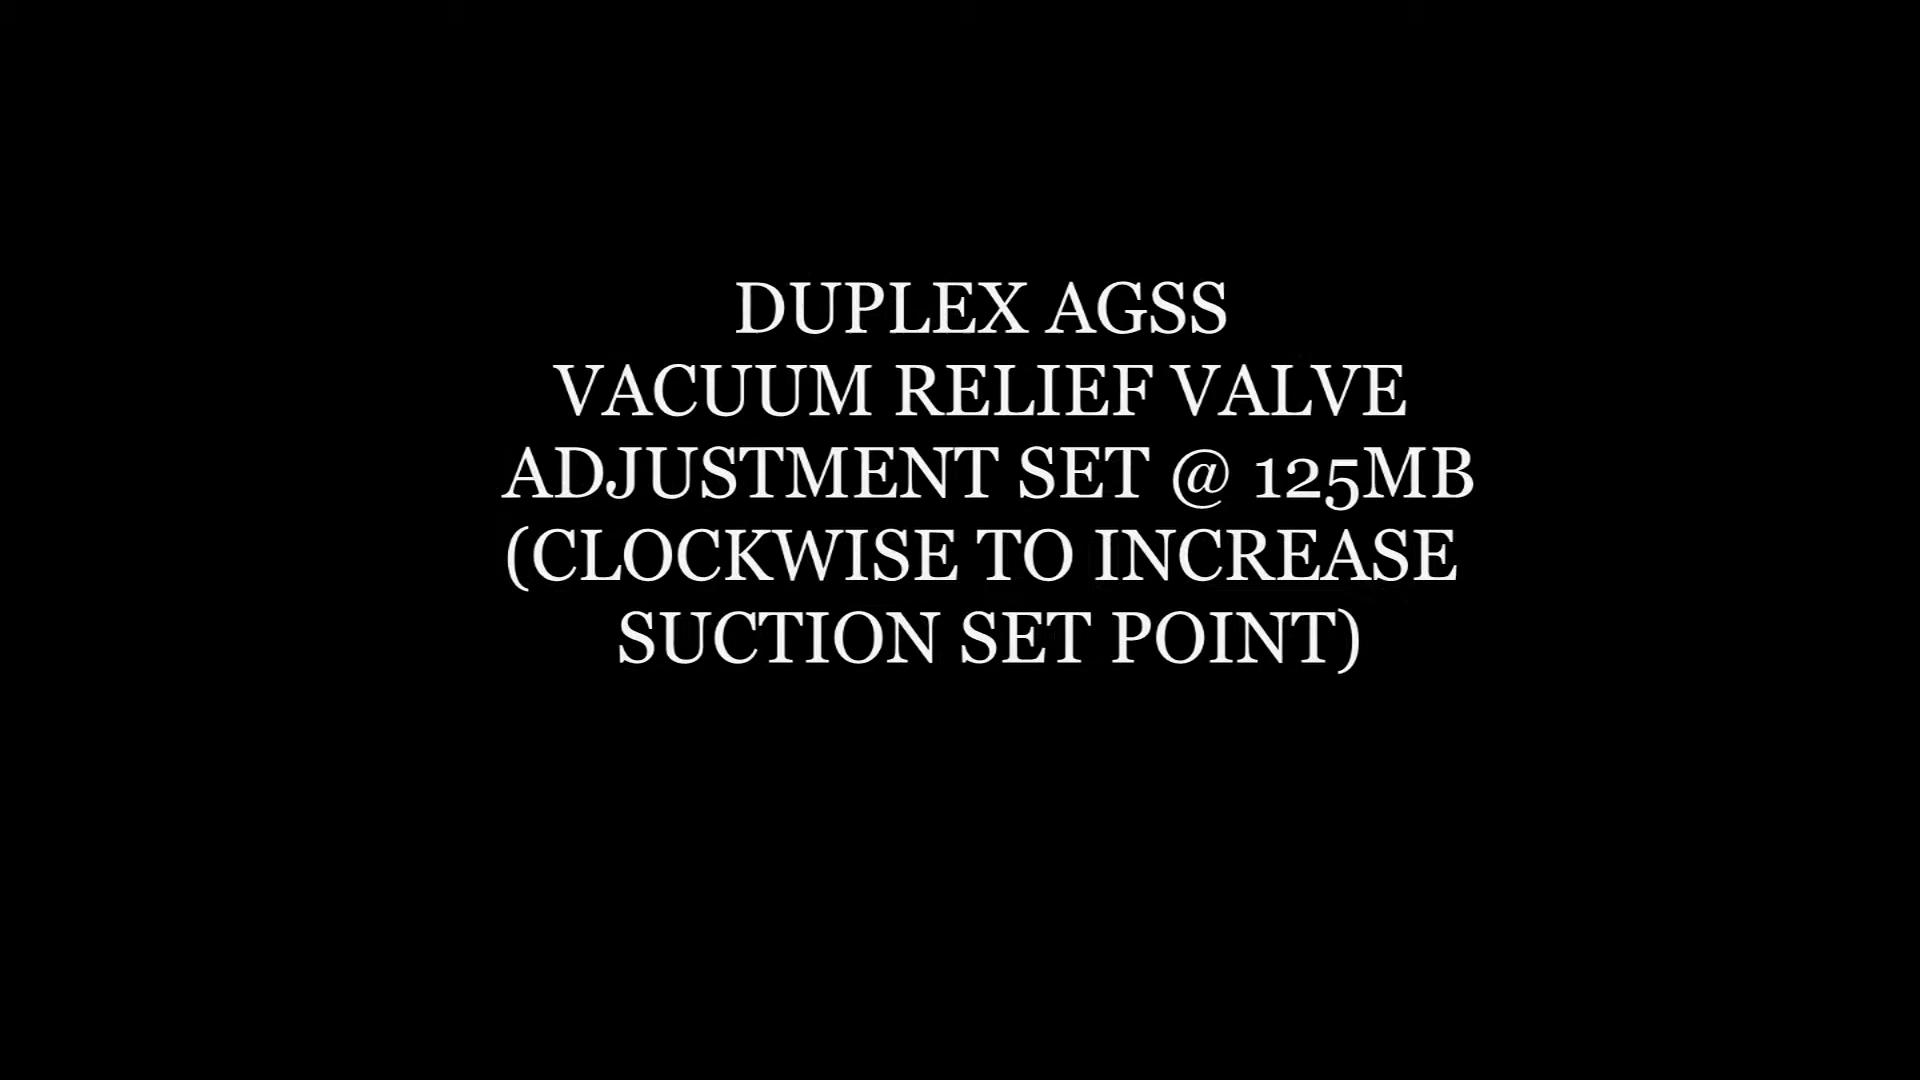 DUPLEX AGSS
VACUUM RELIEF VALVE
ADJUSTMENT SET @ 125MB
(CLOCKWISE TO INCREASE
SUCTION SET POINT)